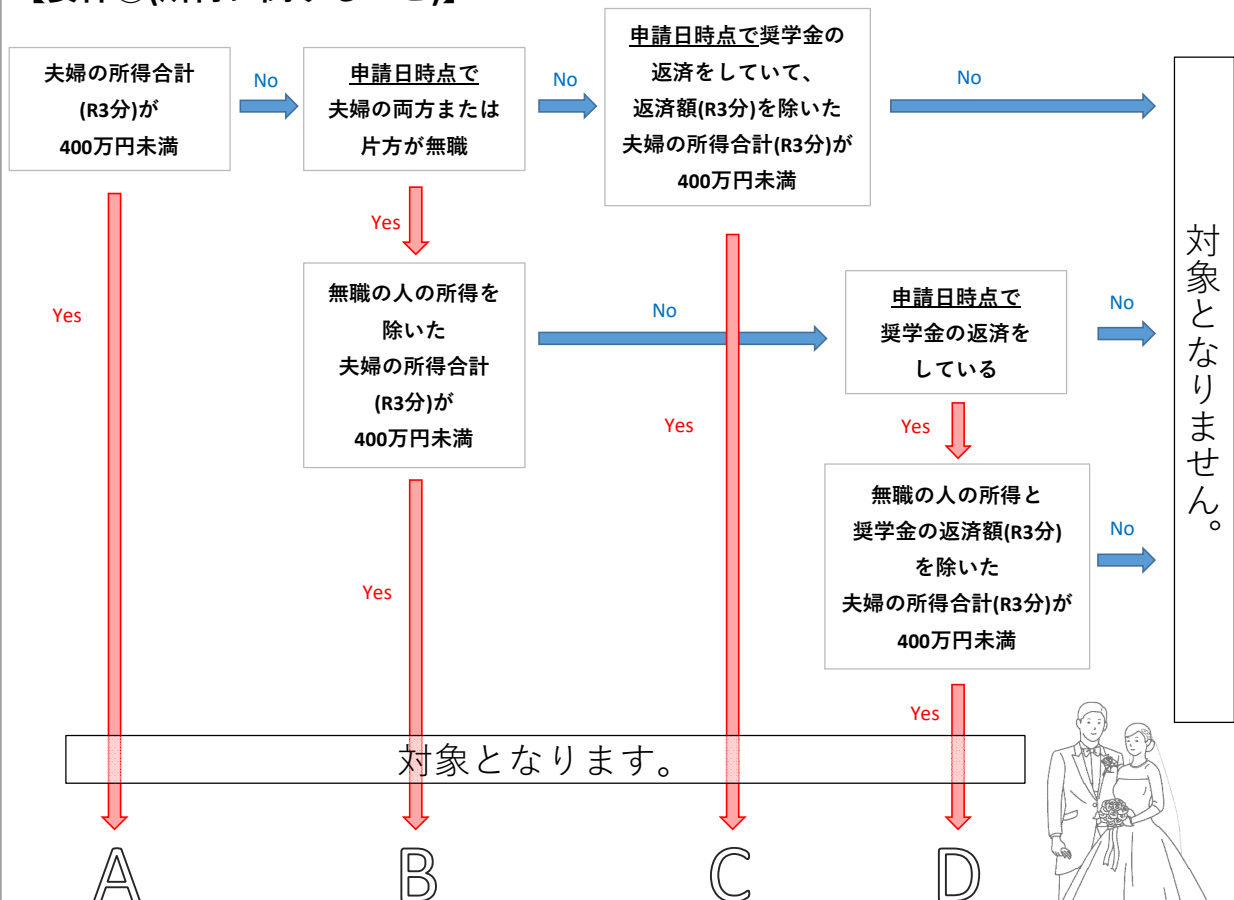 夫婦の所得合計
(R3分)が
400万円未満
No
申請日時点で
夫婦の両方または
片方が無職
No
申請日時点で奨学金の
返済をしていて、
返済額(R3分)を除いた
夫婦の所得合計(R3分)が
400万円未満
No
Yes
Yes
無職の人の所得を
除いた
夫婦の所得合計
(R3分)が
400万円未満
No
申請日時点で
奨学金の返済を
している
No
Yes
Yes
無職の人の所得と
奨学金の返済額(R3分)
を除いた
夫婦の所得合計(R3分)が
400万円未満
No
Yes
Yes
対象となりません。
対象となります。
A
B
C
D